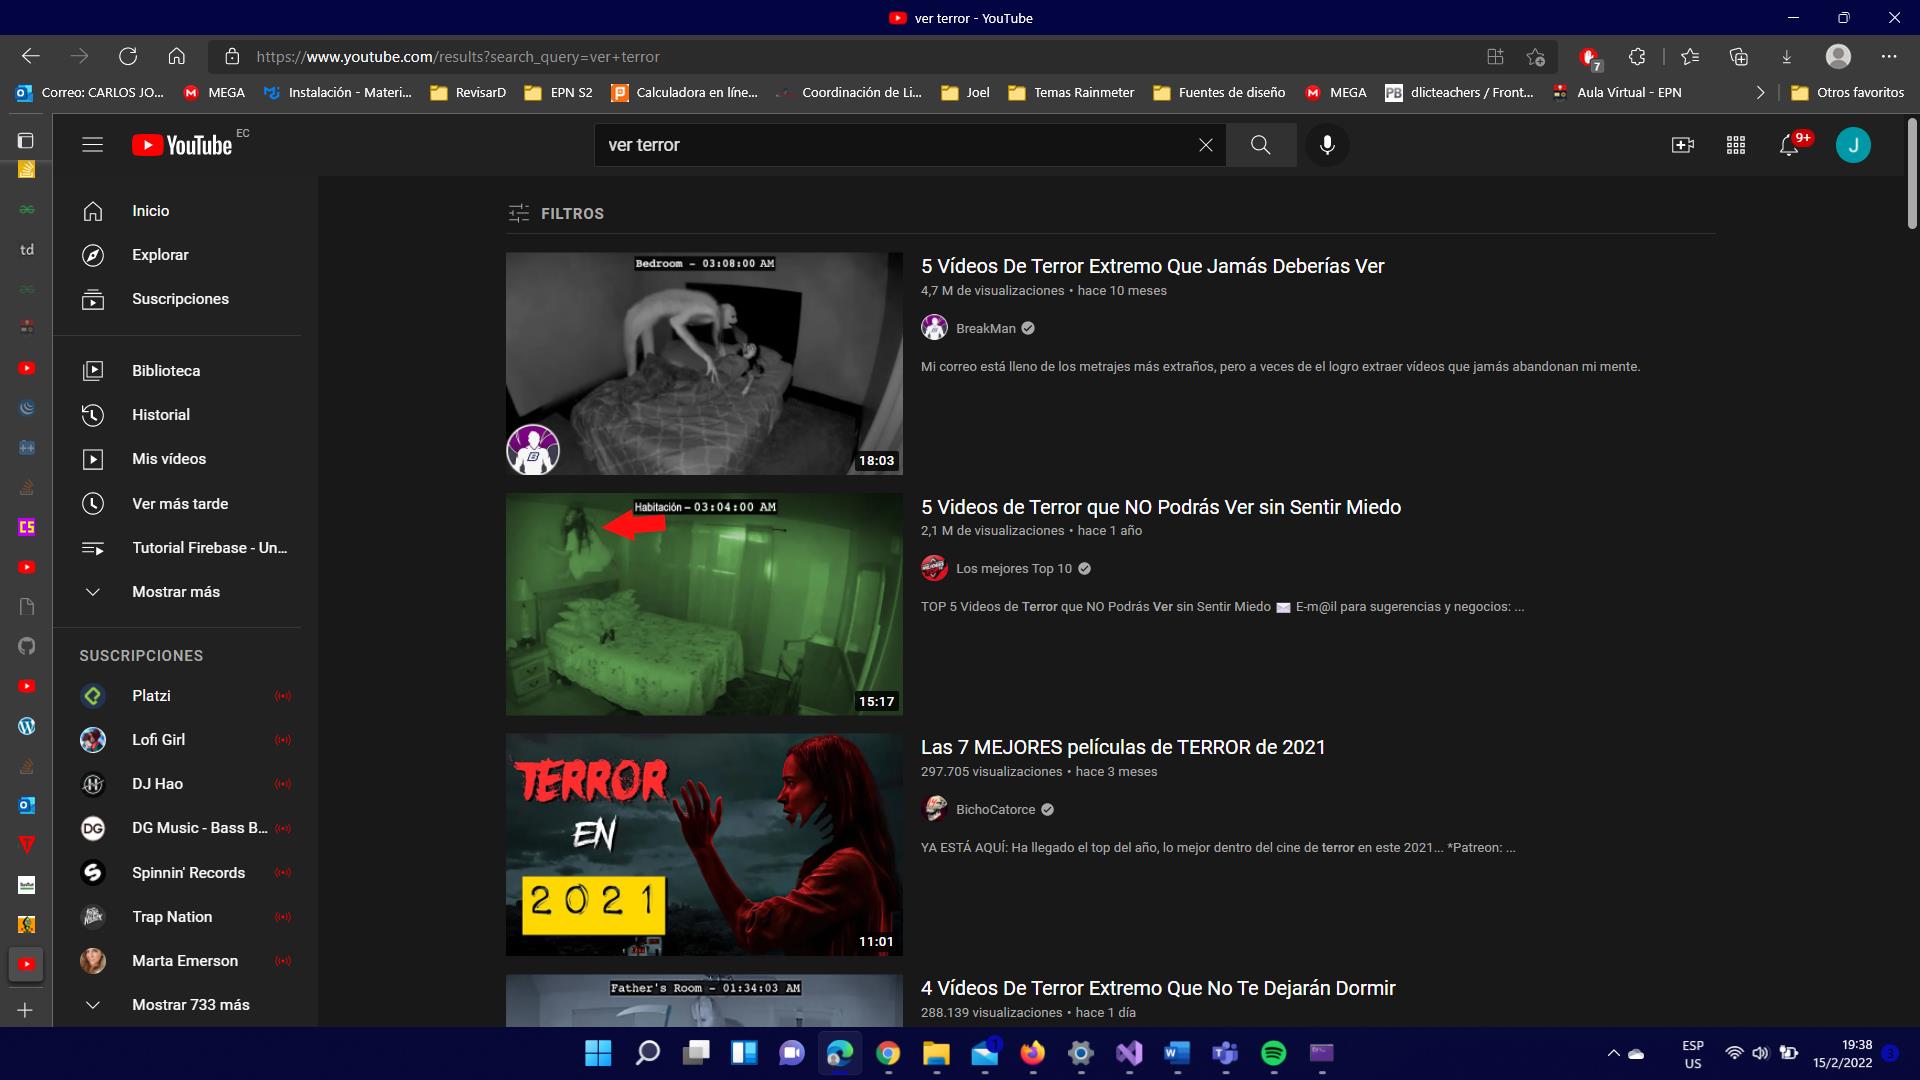 ver terror - YouTube
https://www.youtube.com/results?search_query=ver+terror
7
Correo: CARLOS JO...
MEGA
Instalación - Materi...
RevisarD
EPN S2
Calculadora en líne...
Coordinación de Li...
Joel
Temas Rainmeter
Fuentes de diseño
MEGA
PB dlicteachers / Front...
Aula Virtual - EPN
Otros favoritos
YouTube EC
ver terror
9+
J
td
CS
Inicio
Explorar
Suscripciones
Biblioteca
Historial
Mis vídeos
Ver más tarde
Tutorial Firebase - Un...
Mostrar más
SUSCRIPCIONES
Platzi
Lofi Girl
DJ Hao
DG DG Music - Bass B...
Spinnin' Records
Trap Nation
Marta Emerson
Mostrar 733 más
FILTROS
Bedroom - 03:08:00 AM
18:03
5 Vídeos De Terror Extremo Que Jamás Deberías Ver
4,7 M de visualizaciones • hace 10 meses
BreakMan
Mi correo está lleno de los metrajes más extraños, pero a veces de el logro extraer vídeos que jamás abandonan mi mente.
Habitación - 03:04:00 AM
15:17
5 Videos de Terror que NO Podrás Ver sin Sentir Miedo
2,1 M de visualizaciones • hace 1 año
Los mejores Top 10
TOP 5 Videos de Terror que NO Podrás Ver sin Sentir Miedo ✉️ E-m@il para sugerencias y negocios: ...
TERROR
EN
2021
11:01
Las 7 MEJORES películas de TERROR de 2021
297.705 visualizaciones • hace 3 meses
BichoCatorce
YA ESTÁ AQUÍ: Ha llegado el top del año, lo mejor dentro del cine de terror en este 2021... *Patreon: ...
Father's Room - 01:34:03 AM
4 Vídeos De Terror Extremo Que No Te Dejarán Dormir
288.139 visualizaciones • hace 1 día
ESP
US
19:38
15/2/2022
3